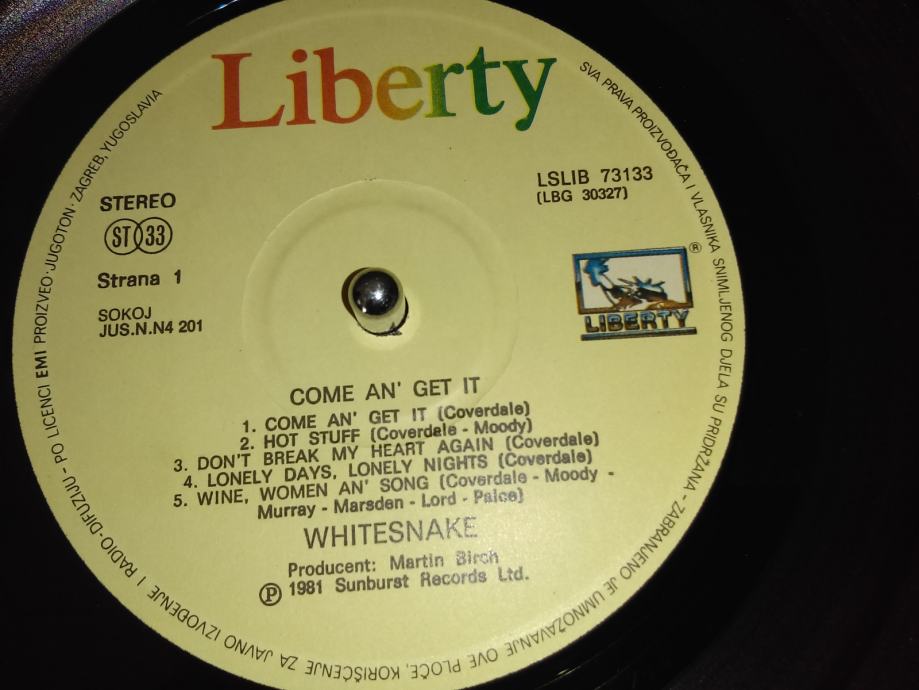 Liberty
STEREO
ST 33
Strana 1
SOKOJ
JUS.N.N4 201
LSLIB 73133
(LBG 30327)
®
LIBERTY
COME AN' GET IT
1. COME AN' GET IT (Coverdale)
2. HOT STUFF (Coverdale - Moody)
3. DON'T BREAK MY HEART AGAIN (Coverdale)
4. LONELY DAYS, LONELY NIGHTS (Coverdale)
5. WINE, WOMEN AN' SONG (Coverdale - Moody -
Murray - Marsden - Lord - Paice)
WHITESNAKE
Producent: Martin Birch
Ⓟ 1981 Sunburst Records Ltd.
SVA PRAVA PROIZVOĐAČA I VLASNIKA SNIMLJENOG DJELA SU PRIDRŽANA - ZABRANJENO JE UMNOŽAVANJE OVE PLOČE, KORIŠĆENJE ZA JAVNO IZVOĐENJE I RADIO-DIFUZIJU - PO LICENCI EMI PROIZVEO·JUGOTON·ZAGREB, YUGOSLAVIA